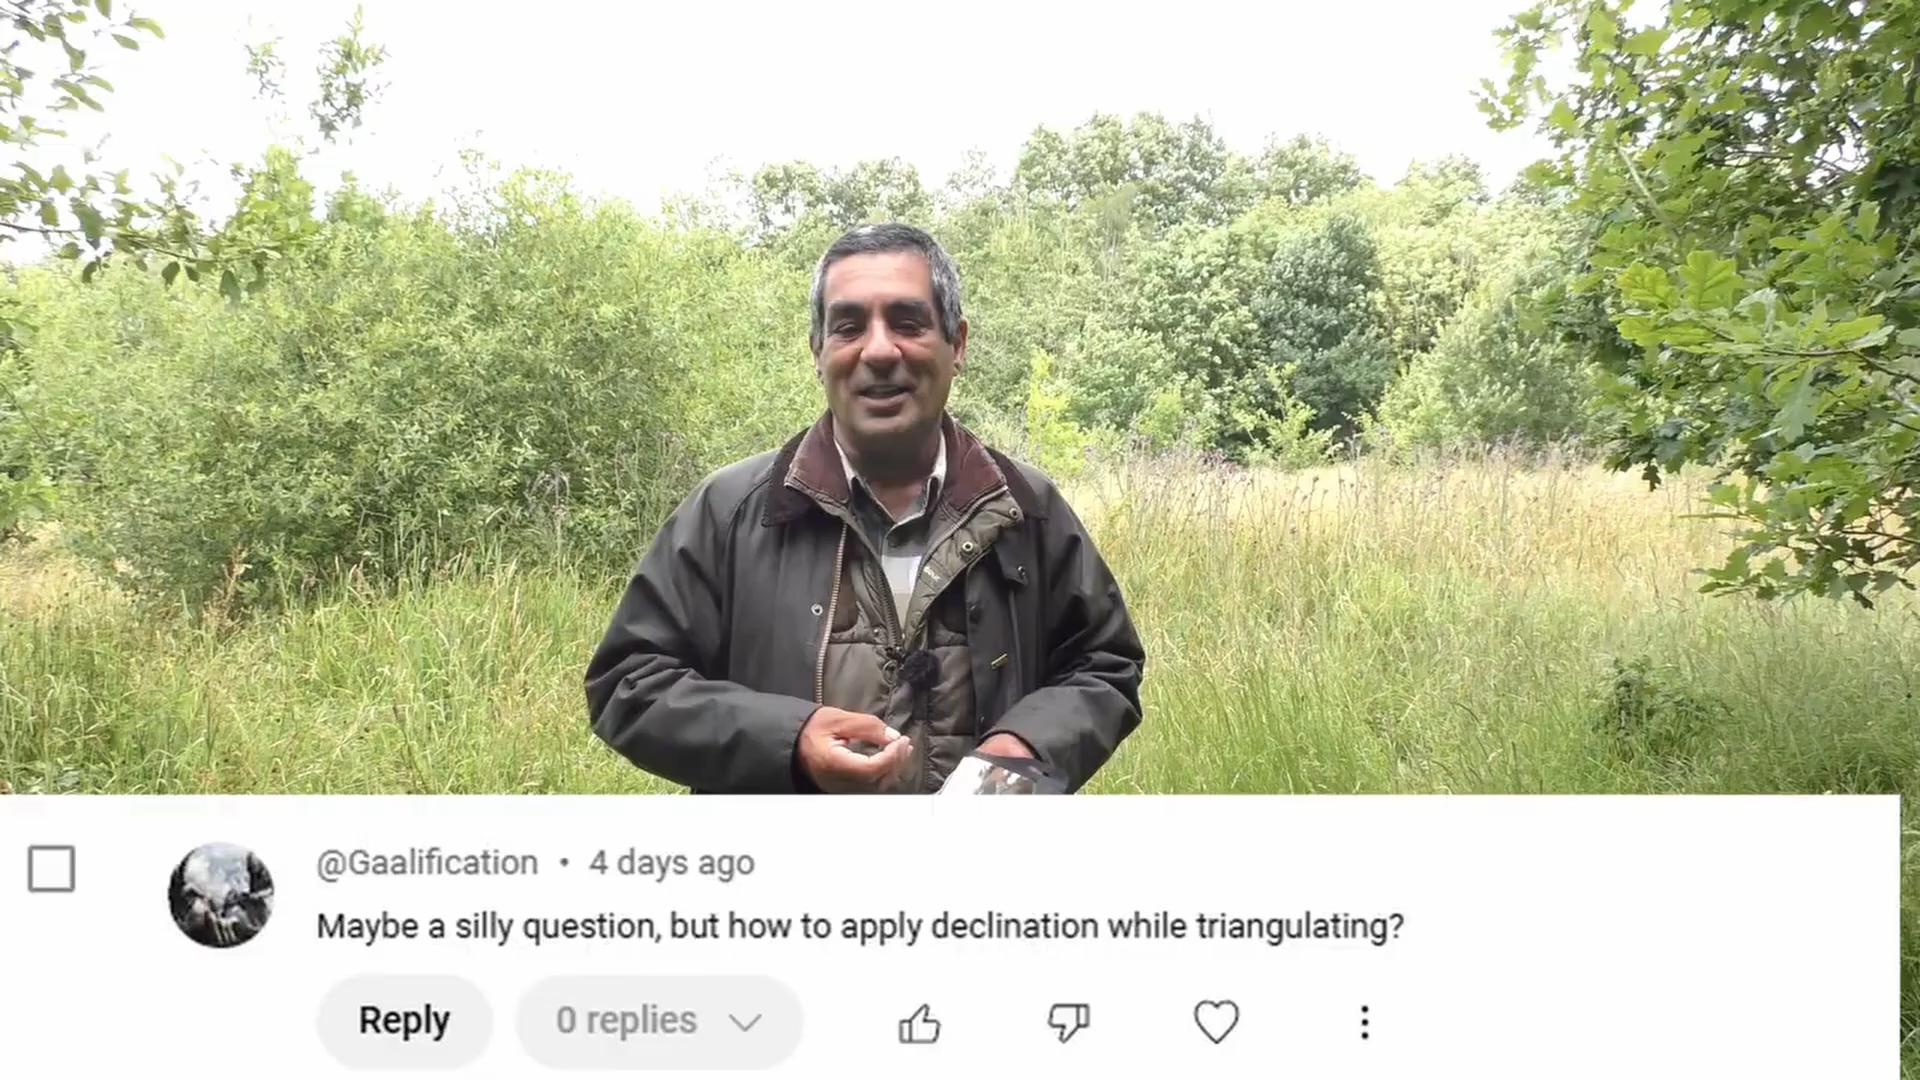 @Gaalification • 4 days ago
Maybe a silly question, but how to apply declination while triangulating?
Reply 0 replies